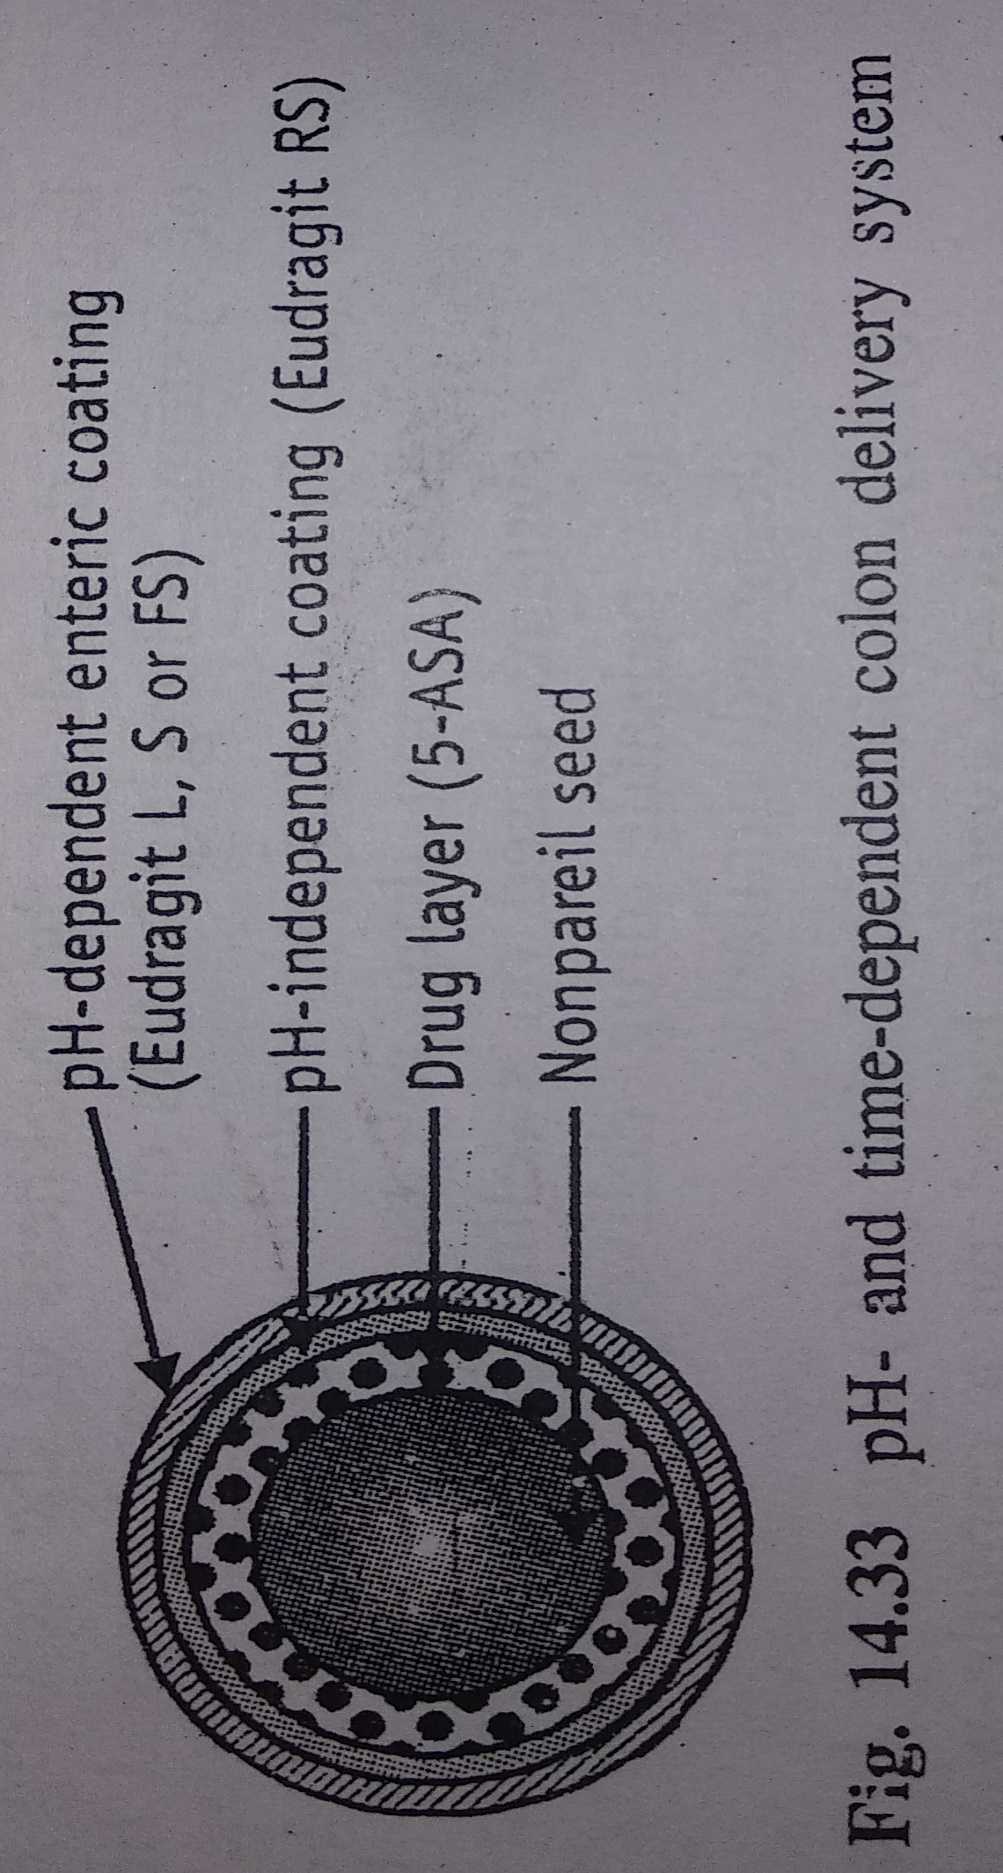 pH-dependent enteric coating
(Eudragit L, S or FS)
pH-independent coating (Eudragit RS)
Drug layer (5-ASA)
Nonpareil seed
Fig. 14.33 pH- and time-dependent colon delivery system